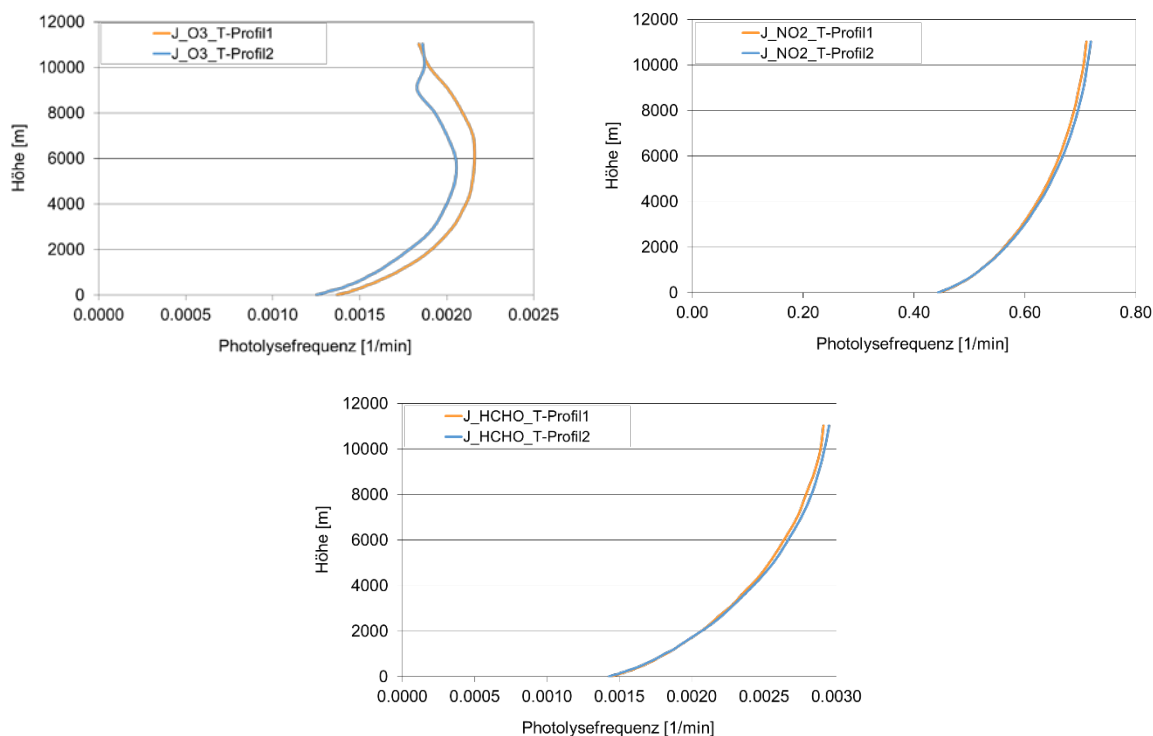 12000
10000
8000
6000
4000
2000
0
Höhe [m]
J_O3_T-Profil1
J_O3_T-Profil2
0.0000 0.0005 0.0010 0.0015 0.0020 0.0025
Photolysefrequenz [1/min]
12000
10000
8000
6000
4000
2000
0
Höhe [m]
J_NO2_T-Profil1
J_NO2_T-Profil2
0.00 0.20 0.40 0.60 0.80
Photolysefrequenz [1/min]
12000
10000
8000
6000
4000
2000
0
Höhe [m]
J_HCHO_T-Profil1
J_HCHO_T-Profil2
0.0000 0.0005 0.0010 0.0015 0.0020 0.0025 0.0030
Photolysefrequenz [1/min]